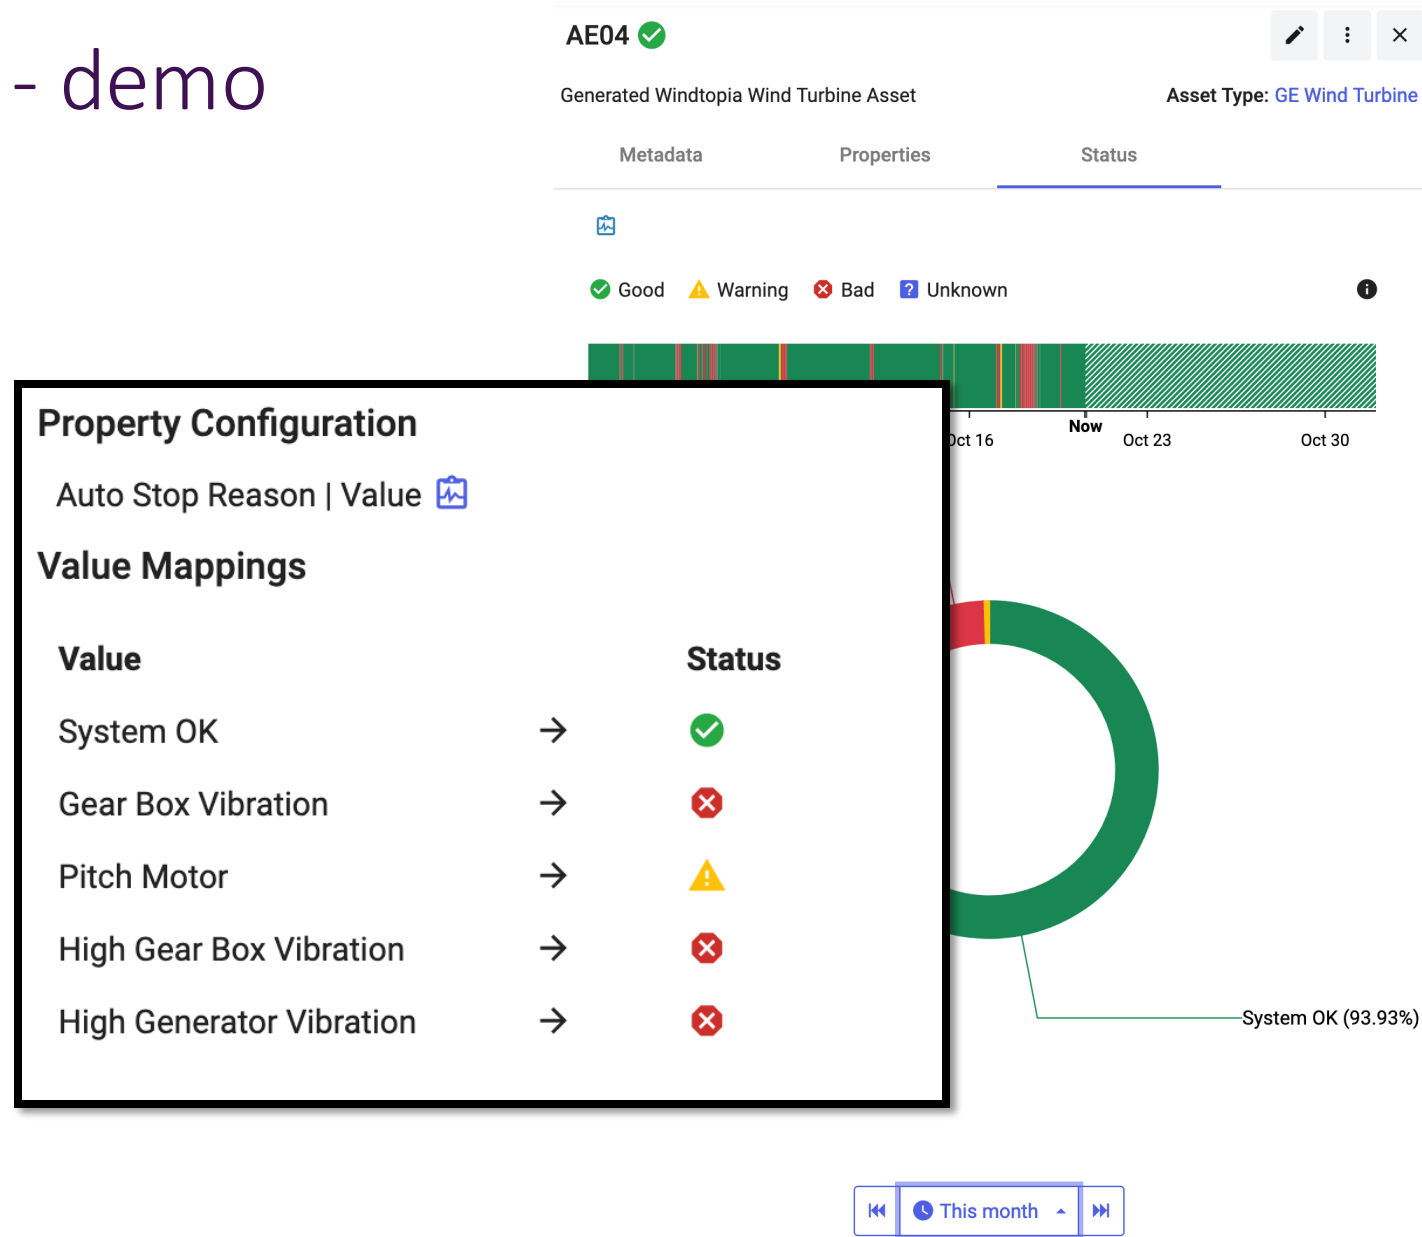 - demo
AE04
Generated Windtopia Wind Turbine Asset
Asset Type: GE Wind Turbine
Metadata Properties Status
Good Warning Bad Unknown
Now
Oct 16 Oct 23 Oct 30
Property Configuration
Auto Stop Reason | Value
Value Mappings
Value Status
System OK
Gear Box Vibration
Pitch Motor
High Gear Box Vibration
High Generator Vibration
System OK (93.93%)
This month